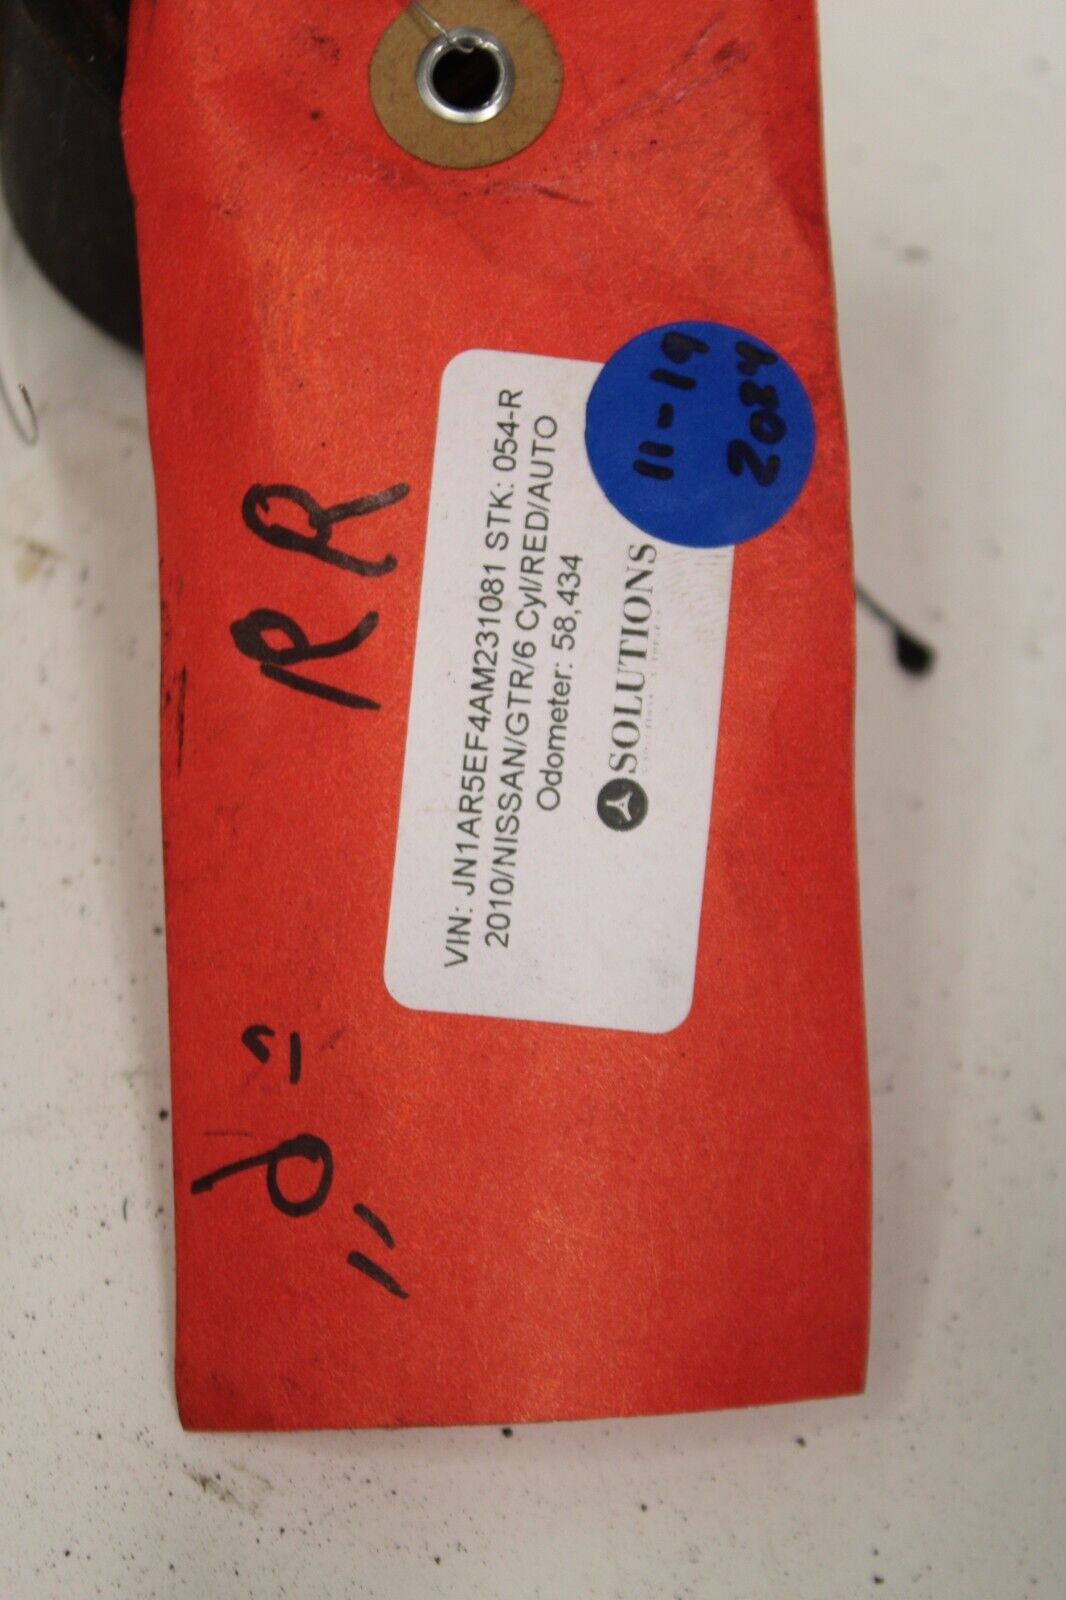 11-19
2084
VIN: JN1AR5EF4AM231081 STK: 054-R
2010/NISSAN/GTR/6 Cyl/RED/AUTO
Odometer: 58,434
SOLUTIONS
RR